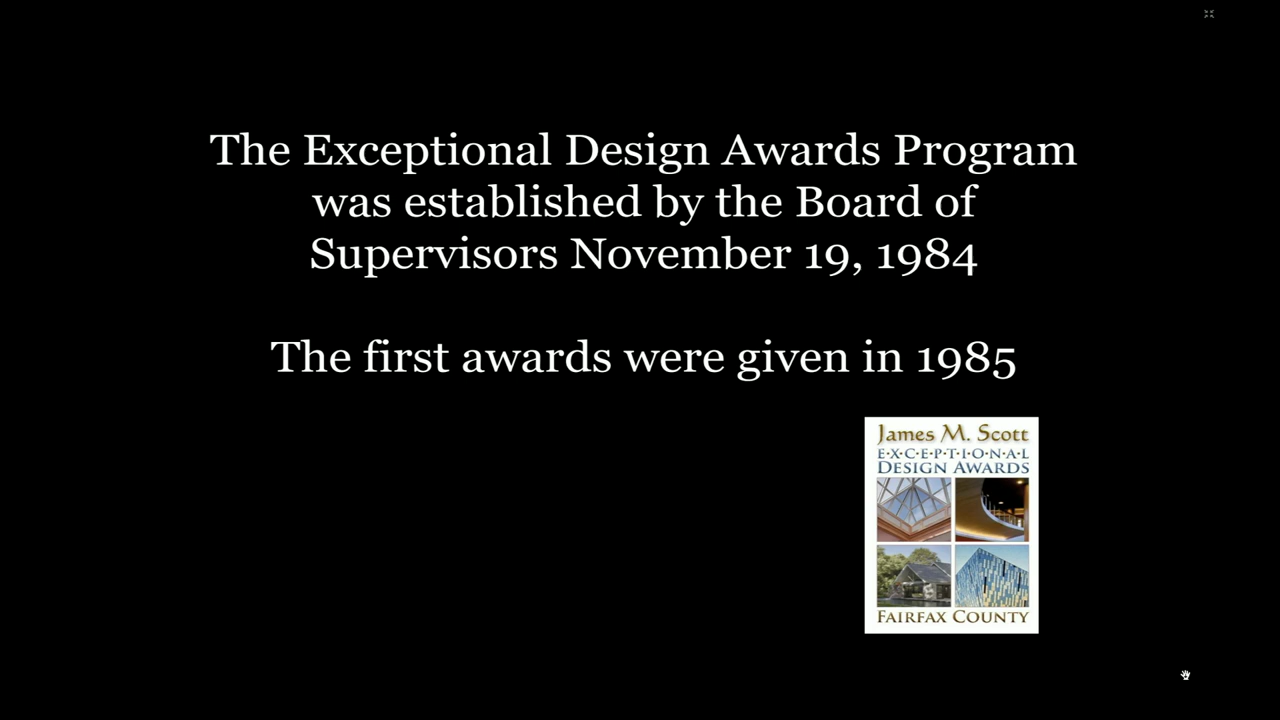 The Exceptional Design Awards Program
was established by the Board of
Supervisors November 19, 1984
The first awards were given in 1985
James M. Scott
E·X·C·E·P·T·I·O·N·A·L
DESIGN AWARDS
FAIRFAX COUNTY